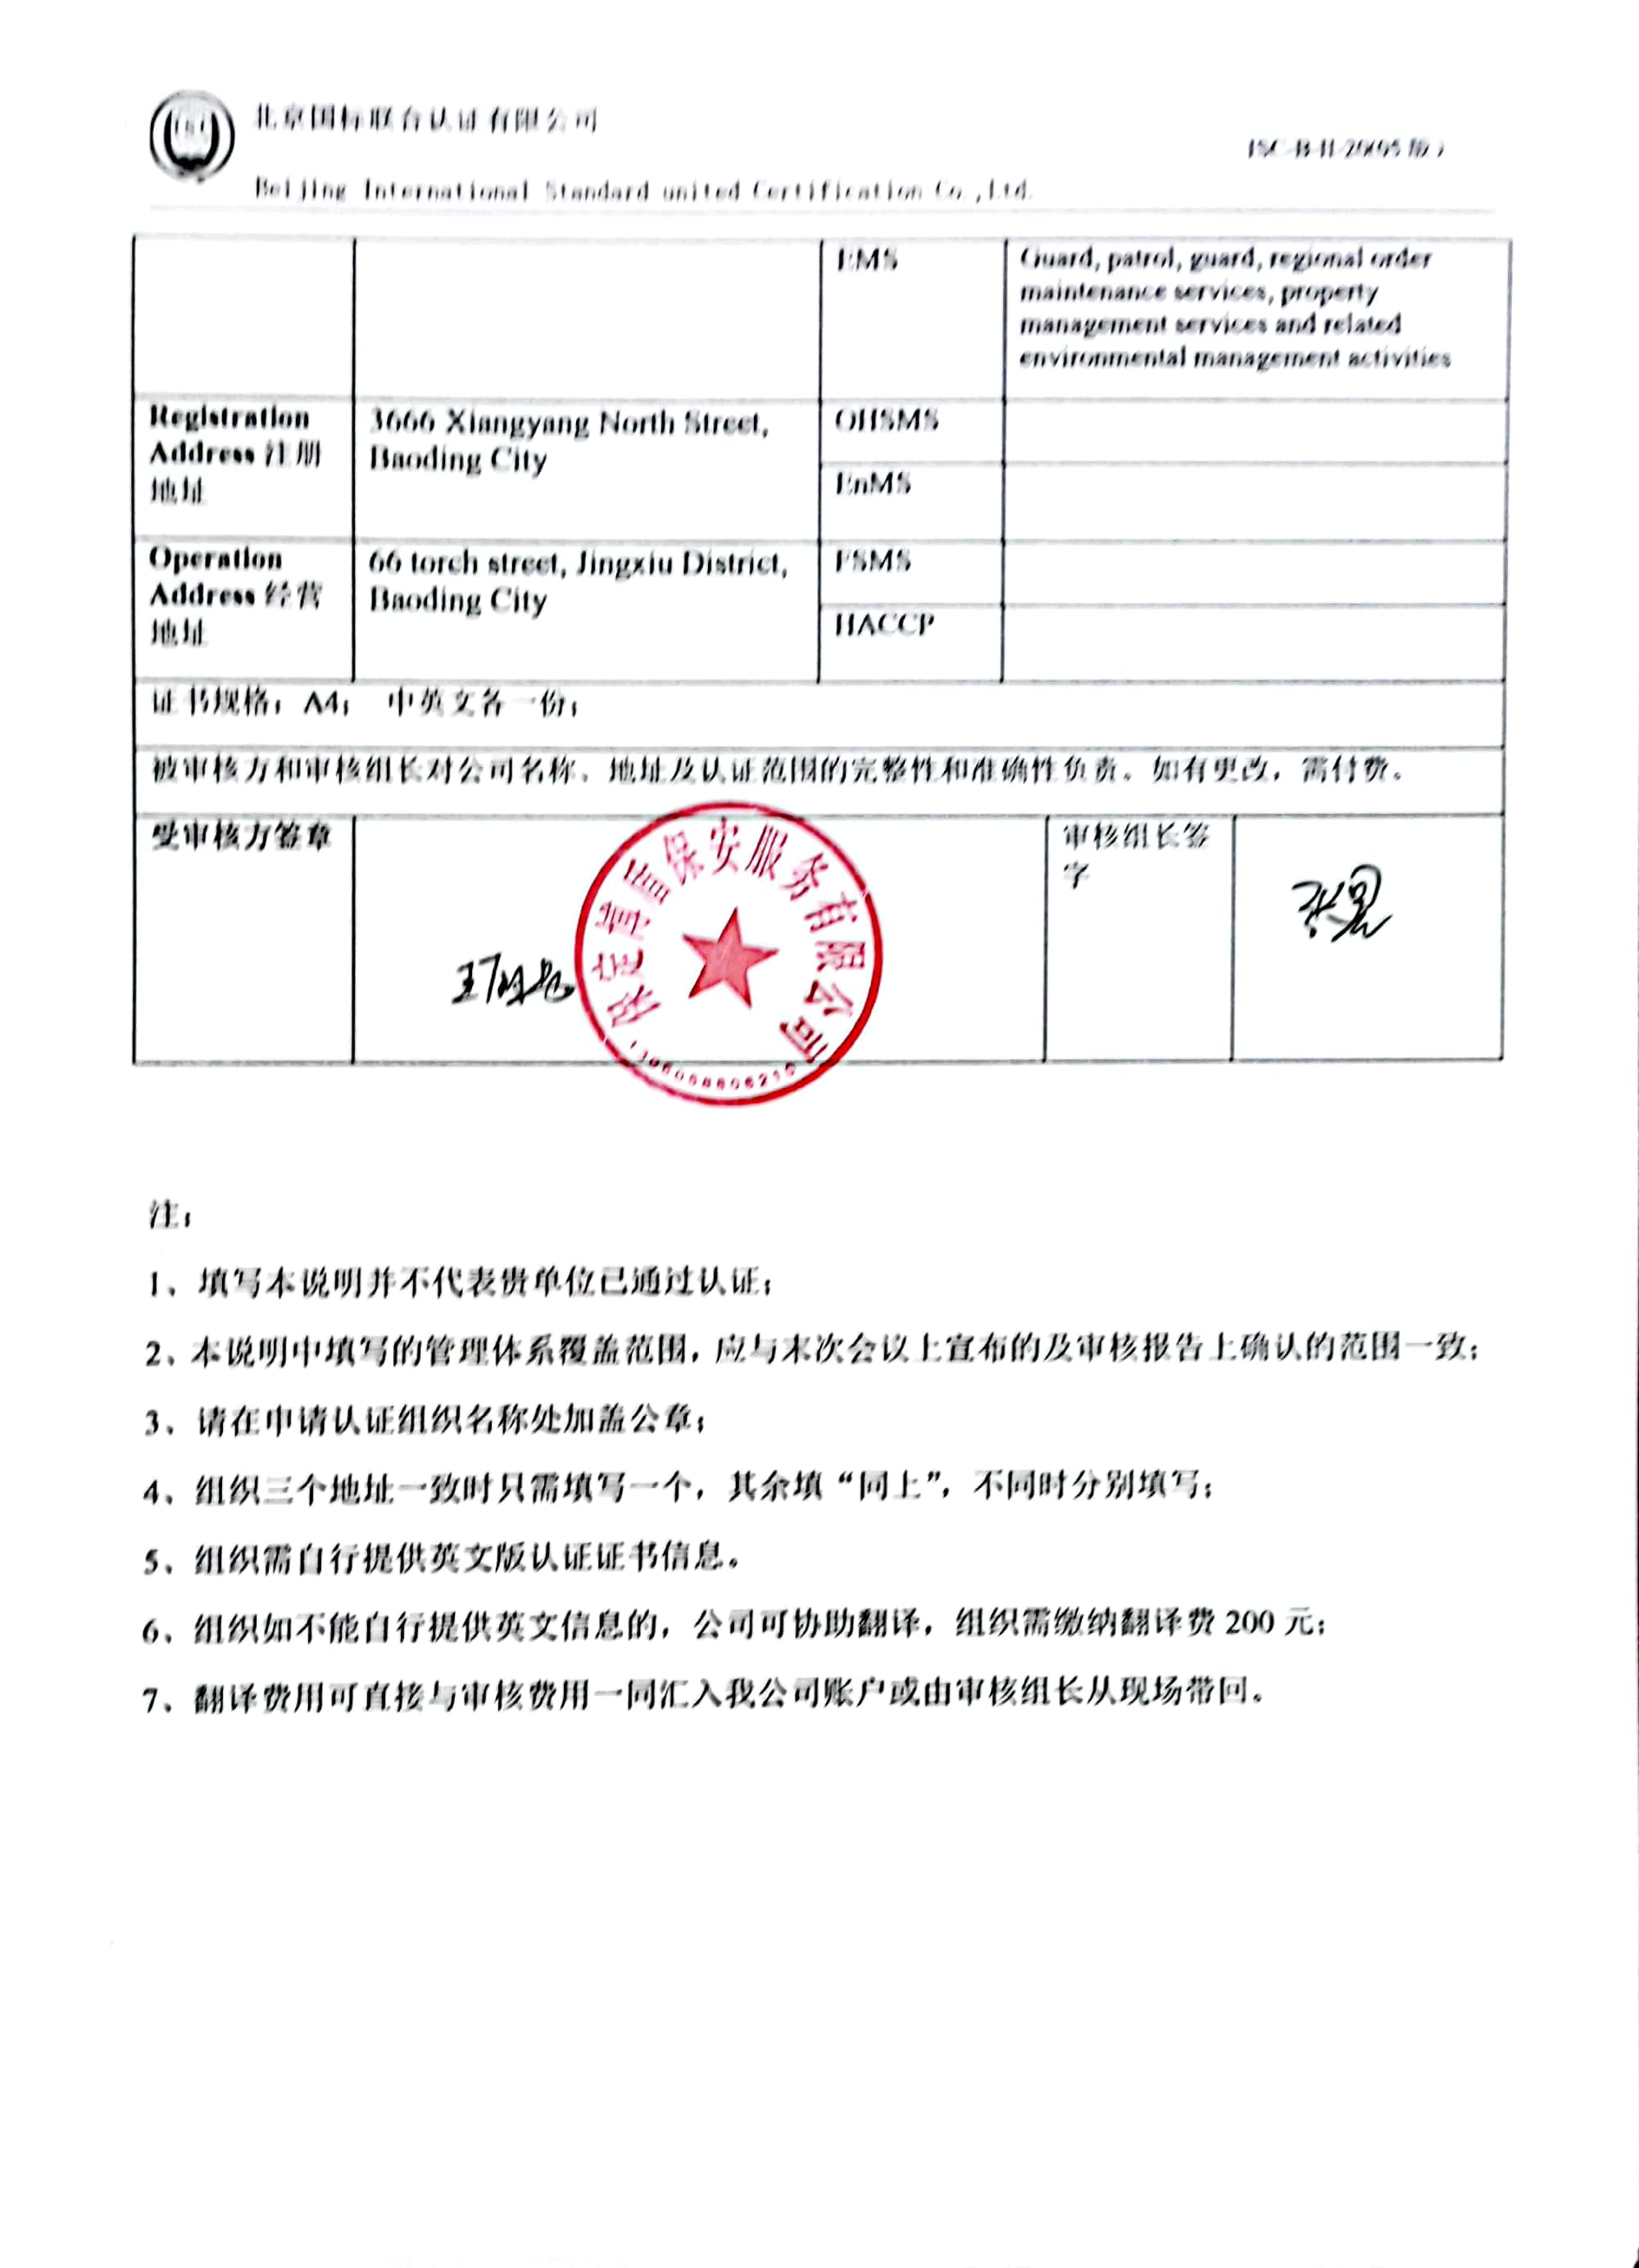 北京国标联合认证有限公司
Beijing International Standard united Certification Co.,Ltd.
EMS
Guard, patrol, guard, regional order
maintenance services, property
management services and related
environmental management activities
Registration
Address 注册
地址
3666 Xiangyang North Street,
Baoding City
OHSMS
EnMS
Operation
Address 经营
地址
66 torch street, Jingxiu District,
Baoding City
FSMS
HACCP
证书规格：A4； 中英文各一份；
被审核方和审核组长对公司名称、地址及认证范围的完整性和准确性负责。如有更改，需付费。
受审核方签章
保安服务有限公司
审核组长签
字
注：
1、填写本说明并不代表贵单位已通过认证；
2、本说明中填写的管理体系覆盖范围，应与末次会议上宣布的及审核报告上确认的范围一致；
3、请在申请认证组织名称处加盖公章；
4、组织三个地址一致时只需填写一个，其余填“同上”，不同时分别填写；
5、组织需自行提供英文版认证证书信息。
6、组织如不能自行提供英文信息的，公司可协助翻译，组织需缴纳翻译费 200 元；
7、翻译费用可直接与审核费用一同汇入我公司账户或由审核组长从现场带回。